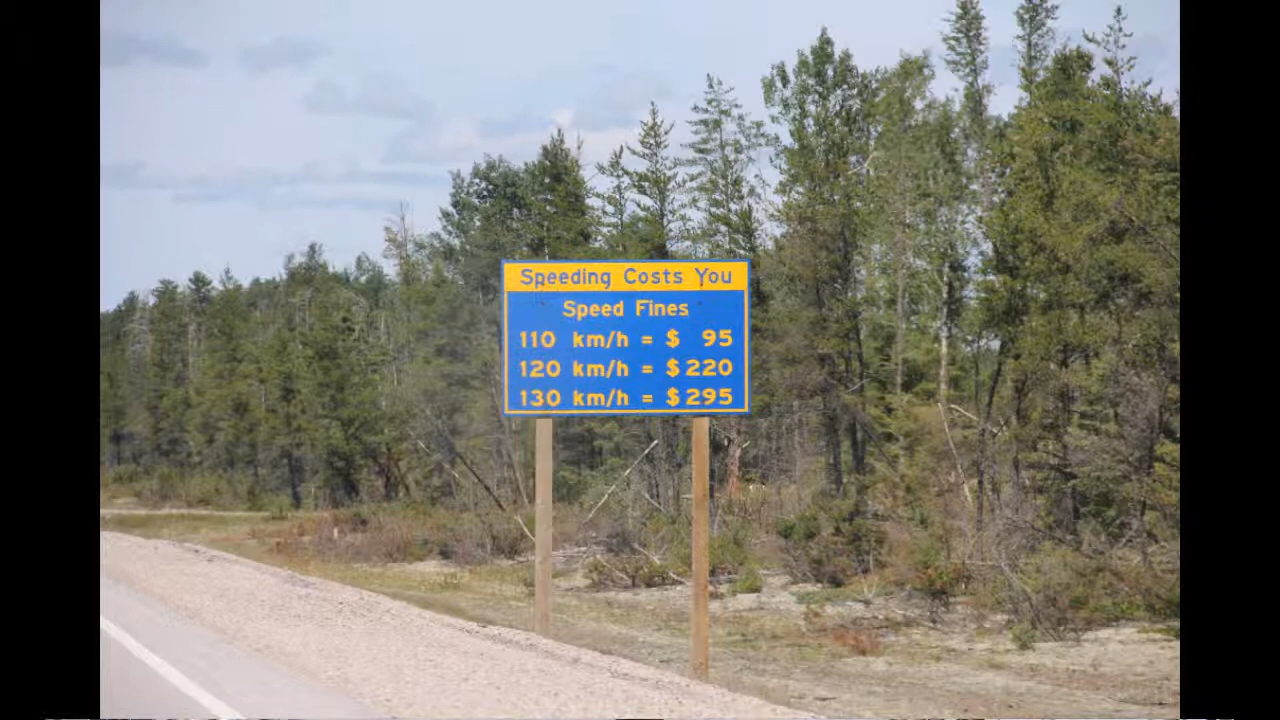 Speeding Costs You
Speed Fines
110 km/h = $ 95
120 km/h = $220
130 km/h = $295